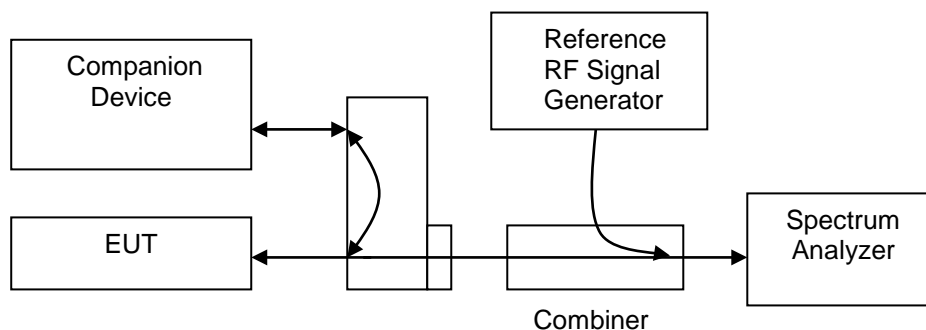 Companion
Device
Reference
RF Signal
Generator
EUT
Spectrum
Analyzer
Combiner